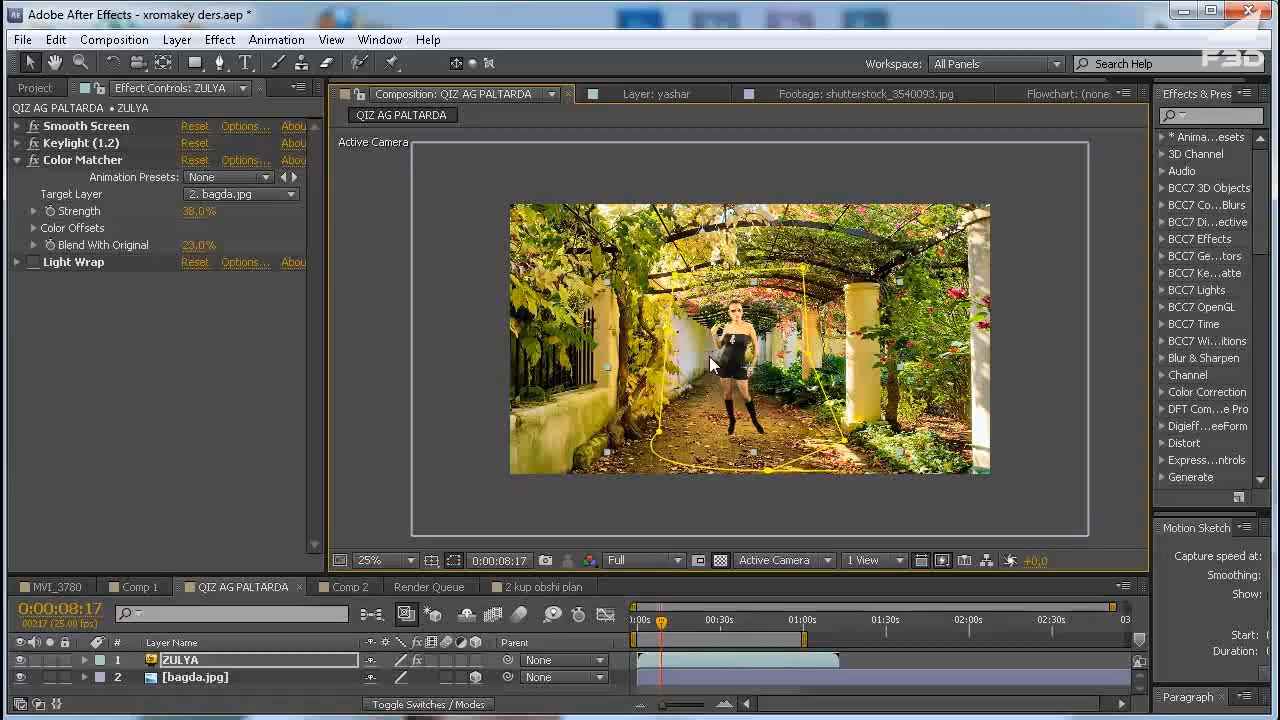 Adobe After Effects - xromakey ders.aep *
File Edit Composition Layer Effect Animation View Window Help
F3D
Workspace: All Panels Search Help
Project Effect Controls: ZULYA
Composition: QIZ AG PALTARDA Layer: yashar Footage: shutterstock_3540093.jpg Flowchart: (none
Effects & Pres
QIZ AG PALTARDA • ZULYA
QIZ AG PALTARDA
Smooth Screen Reset Options... Abou
Keylight (1.2) Reset Abou
Color Matcher Reset Options... Abou
Animation Presets: None
Target Layer 2. bagda.jpg
Strength 38,0%
Color Offsets
Blend With Original 23,0%
Light Wrap Reset Options... Abou
Active Camera
* Anima...esets
3D Channel
Audio
BCC7 3D Objects
BCC7 Co...Blurs
BCC7 Di...ective
BCC7 Effects
BCC7 Ge...tors
BCC7 Ke...atte
BCC7 Lights
BCC7 OpenGL
BCC7 Time
BCC7 Wi...itions
Blur & Sharpen
Channel
Color Correction
DFT Com...e Pro
Digieff...eeForm
Distort
Express...ntrols
Generate
Motion Sketch
Capture speed at:
Smoothing:
Show:
Start:
Duration:
Paragraph
25% 0:00:08:17 Full Active Camera 1 View +0,0
MVI_3780 Comp 1 QIZ AG PALTARDA Comp 2 Render Queue 2 kup obshi plan
0:00:08:17
00217 (25.00 fps)
):00s 00:30s 01:00s 01:30s 02:00s 02:30s 03
# Layer Name Parent
1 ZULYA None
2 [bagda.jpg] None
Toggle Switches / Modes